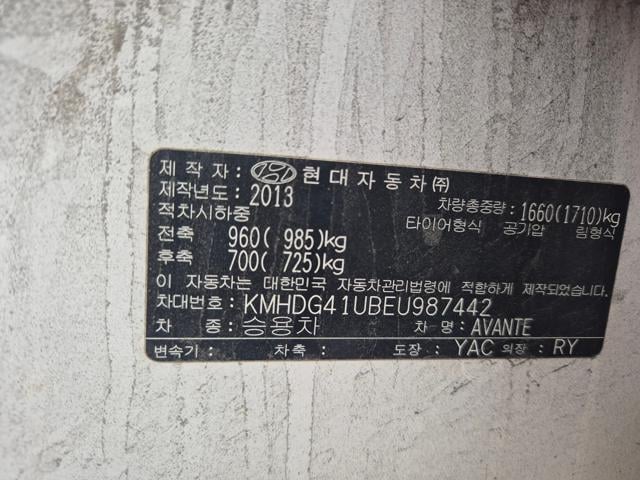 제 작 자: 현대자동차㈜
제작년도: 2013 차량총중량: 1660(1710)kg
적차시하중 타이어형식 공기압 림형식
전축 960( 985)kg
후축 700( 725)kg
이 자동차는 대한민국 자동차관리법령에 적합하게 제작되
차대번호: KMHDG41UBEU987442
차 종: 승용차 차 명: AVANTE
변속기: 차축: 도장: YAC 외장: RY